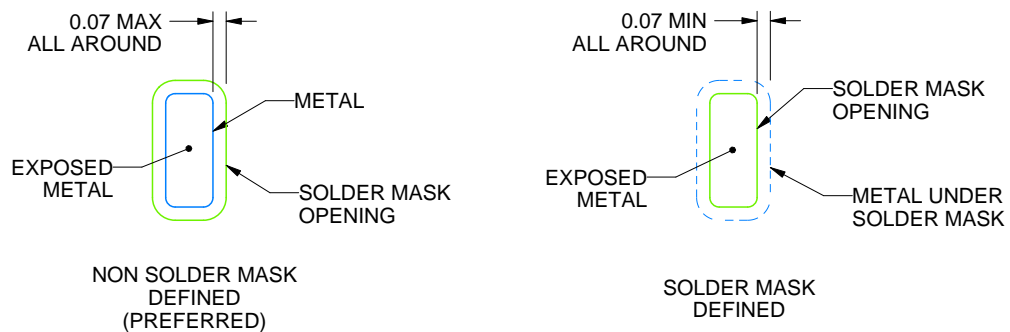 0.07 MAX
ALL AROUND
METAL
EXPOSED
METAL
SOLDER MASK
OPENING
NON SOLDER MASK
DEFINED
(PREFERRED)
0.07 MIN
ALL AROUND
SOLDER MASK
OPENING
EXPOSED
METAL
METAL UNDER
SOLDER MASK
SOLDER MASK
DEFINED